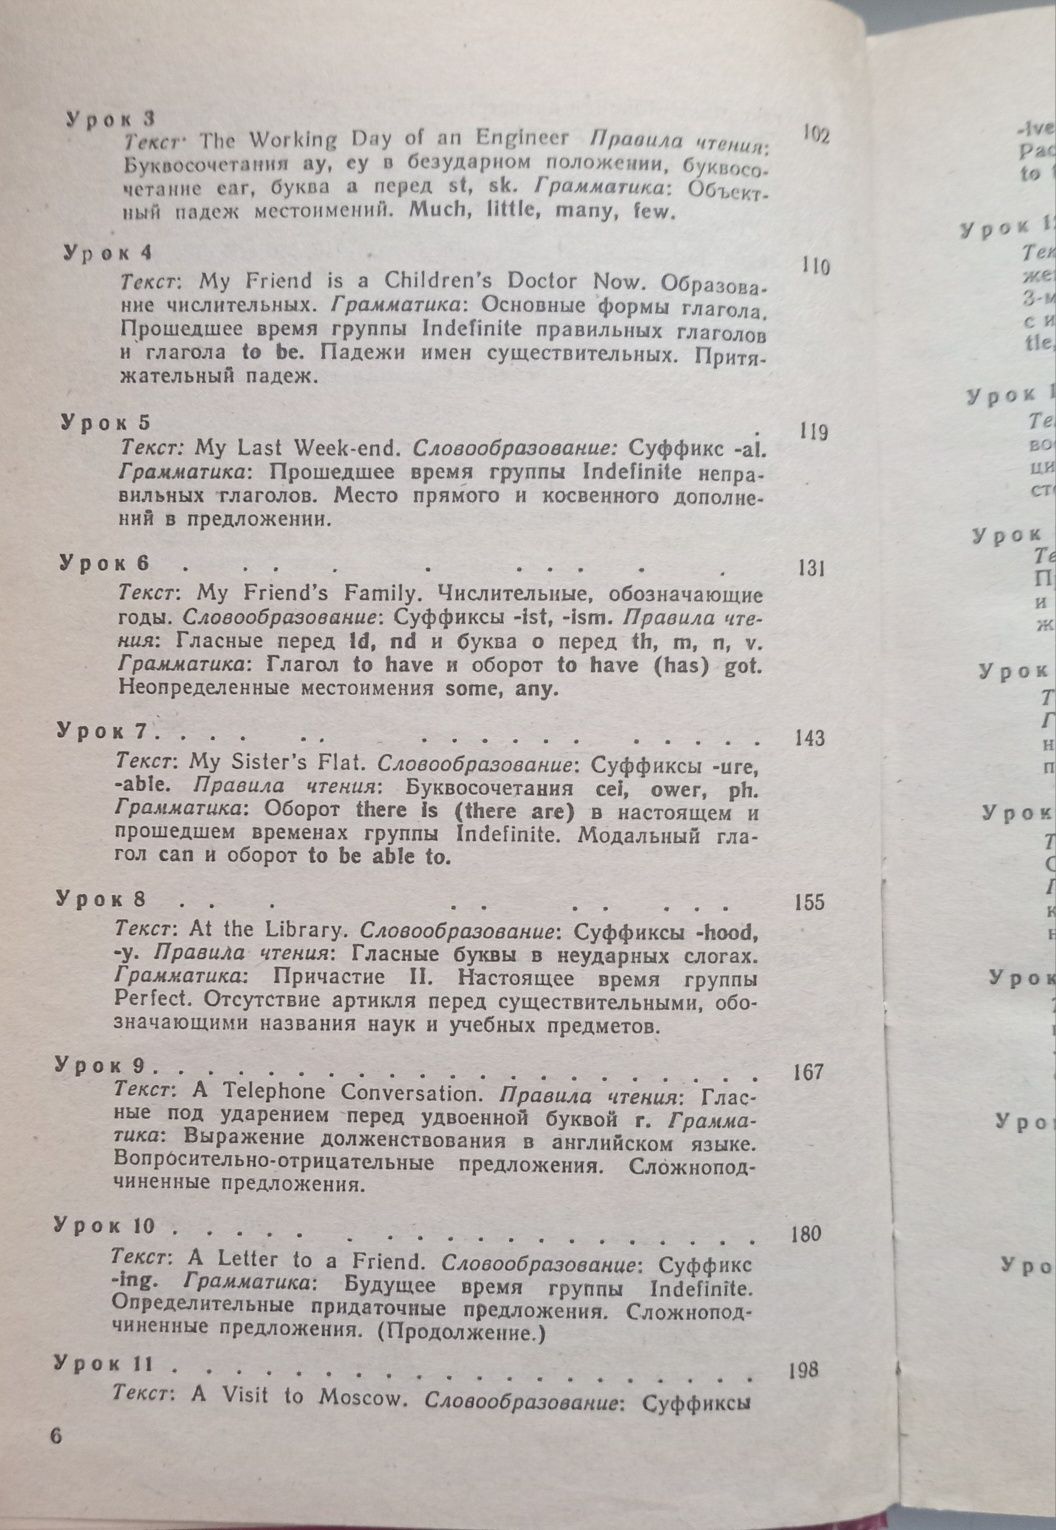 Урок 3 102
Текст: The Working Day of an Engineer Правила чтения:
Буквосочетания ay, ey в безударном положении, буквосо-
четание ear, буква a перед st, sk. Грамматика: Объект-
ный падеж местоимений. Much, little, many, few.
Урок 4 110
Текст: My Friend is a Children's Doctor Now. Образова-
ние числительных. Грамматика: Основные формы глагола.
Прошедшее время группы Indefinite правильных глаголов
и глагола to be. Падежи имен существительных. Притя-
жательный падеж.
Урок 5 . 119
Текст: My Last Week-end. Словообразование: Суффикс -al.
Грамматика: Прошедшее время группы Indefinite непра-
вильных глаголов. Место прямого и косвенного дополне-
ний в предложении.
Урок 6 . . . . . . . . . . 131
Текст: My Friend's Family. Числительные, обозначающие
годы. Словообразование: Суффиксы -ist, -ism. Правила чте-
ния: Гласные перед ld, nd и буква o перед th, m, n, v.
Грамматика: Глагол to have и оборот to have (has) got.
Неопределенные местоимения some, any.
Урок 7 . . . . . . . . . . . . . . . . . . 143
Текст: My Sister's Flat. Словообразование: Суффиксы -ure,
-able. Правила чтения: Буквосочетания cei, ower, ph.
Грамматика: Оборот there is (there are) в настоящем и
прошедшем временах группы Indefinite. Модальный гла-
гол can и оборот to be able to.
Урок 8 . . . . . . . . . . 155
Текст: At the Library. Словообразование: Суффиксы -hood,
-y. Правила чтения: Гласные буквы в неударных слогах.
Грамматика: Причастие II. Настоящее время группы
Perfect. Отсутствие артикля перед существительными, обо-
значающими названия наук и учебных предметов.
Урок 9 . . . . . . . . . . . . . . . . . . . . . 167
Текст: A Telephone Conversation. Правила чтения: Глас-
ные под ударением перед удвоенной буквой r. Грамма-
тика: Выражение долженствования в английском языке.
Вопросительно-отрицательные предложения. Сложнопод-
чиненные предложения.
Урок 10 . . . . . . . . . . . . . . . . . . . 180
Текст: A Letter to a Friend. Словообразование: Суффикс
-ing. Грамматика: Будущее время группы Indefinite.
Определительные придаточные предложения. Сложнопод-
чиненные предложения. (Продолжение.)
Урок 11 . . . . . . . . . . . . . . . . . . . . 198
Текст: A Visit to Moscow. Словообразование: Суффиксы
6
-ive
to
Урок
Урок
tle,
Урок
Урок
Урок
Урок
Урок